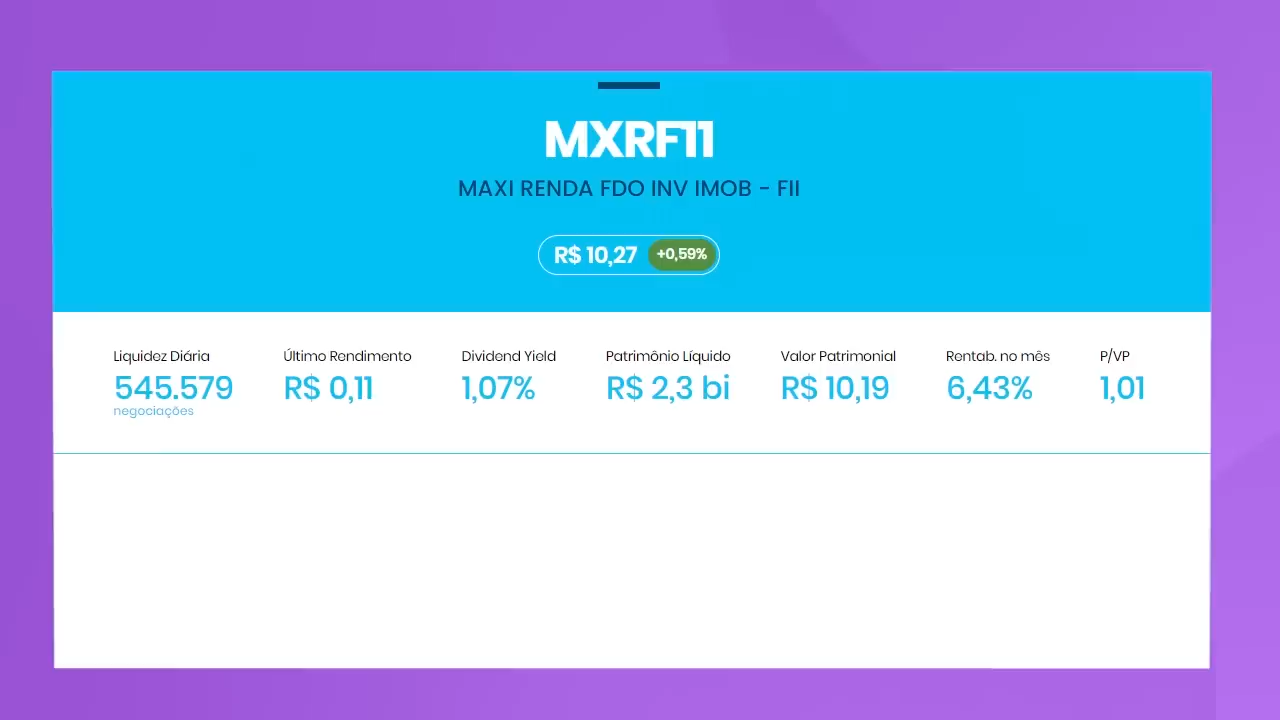 MXRF11
MAXI RENDA FDO INV IMOB - FII
R$ 10,27 +0,59%
Liquidez Diária Último Rendimento Dividend Yield Patrimônio Líquido Valor Patrimonial Rentab. no mês P/VP
545.579 R$ 0,11 1,07% R$ 2,3 bi R$ 10,19 6,43% 1,01
negociações